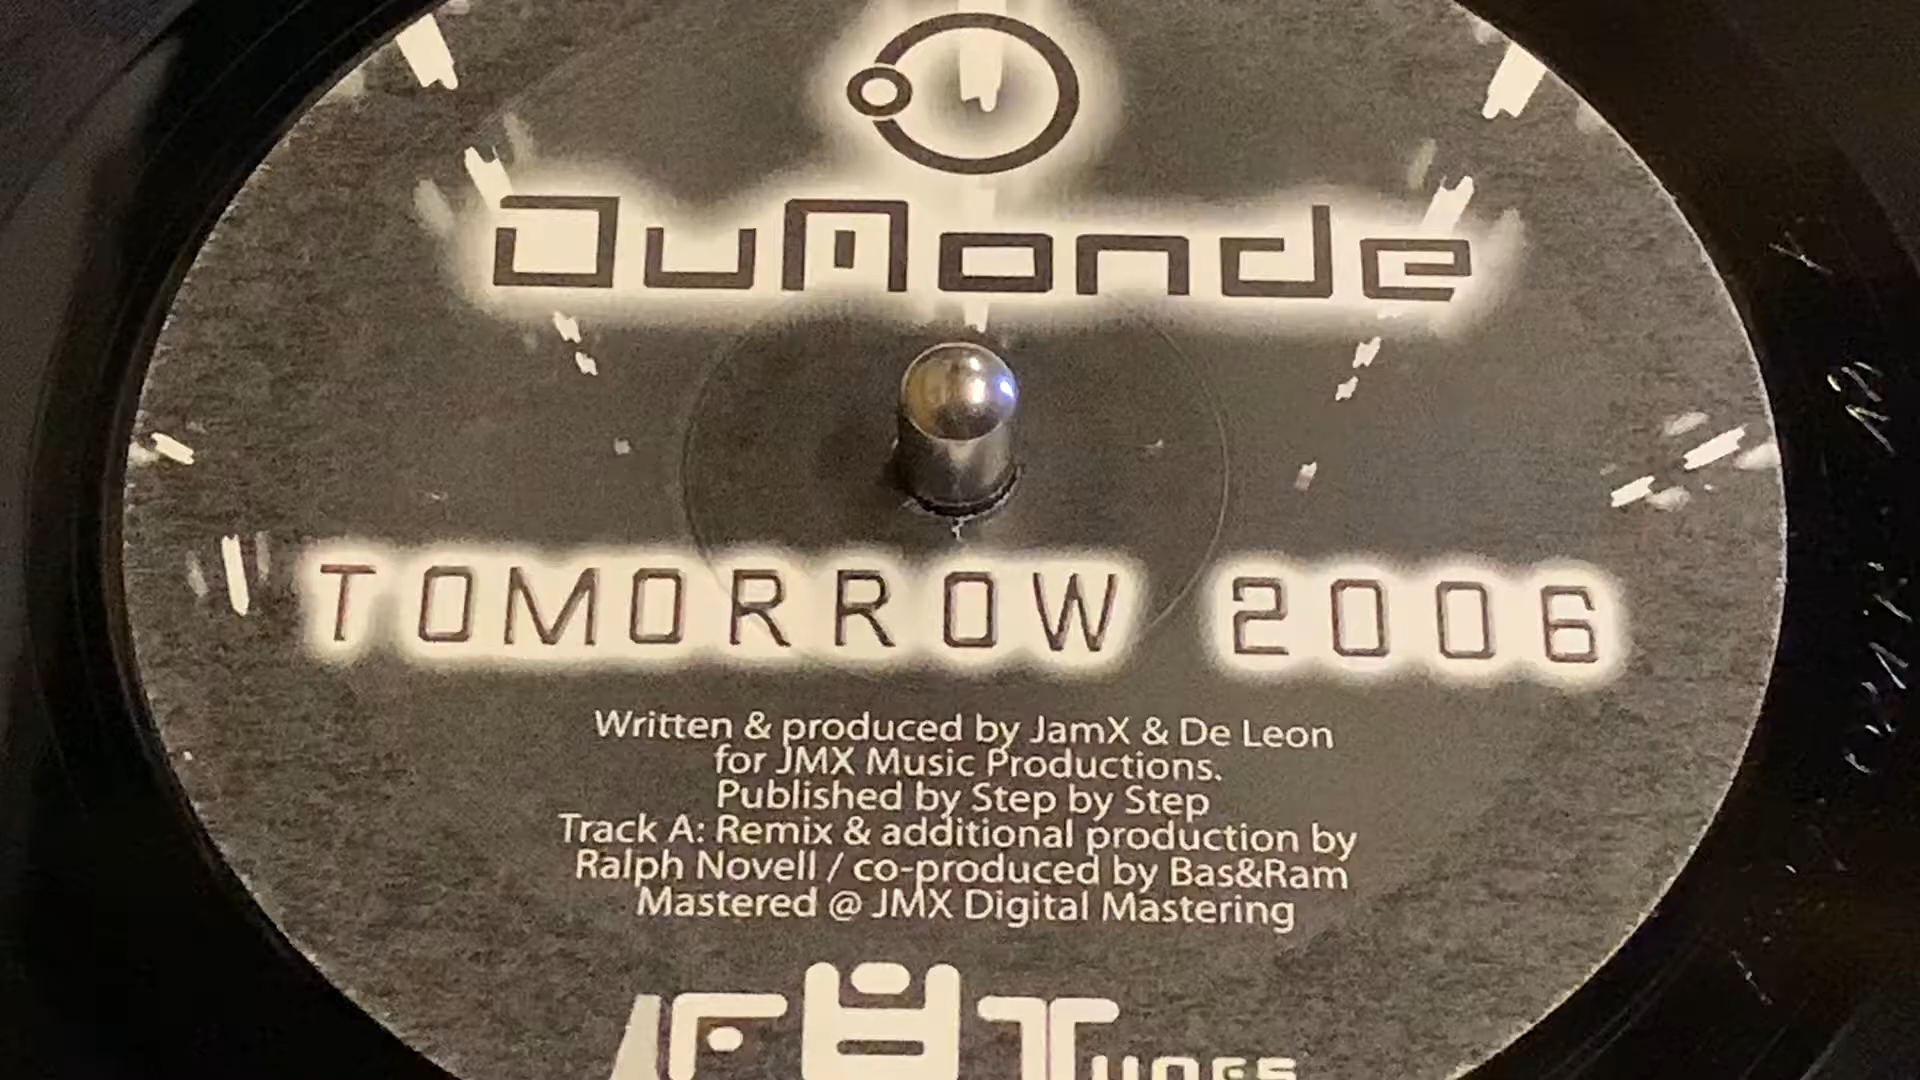 DuMonde
TOMORROW 2006
Written & produced by JamX & De Leon
for JMX Music Productions.
Published by Step by Step
Track A: Remix & additional production by
Ralph Novell / co-produced by Bas&Ram
Mastered @ JMX Digital Mastering